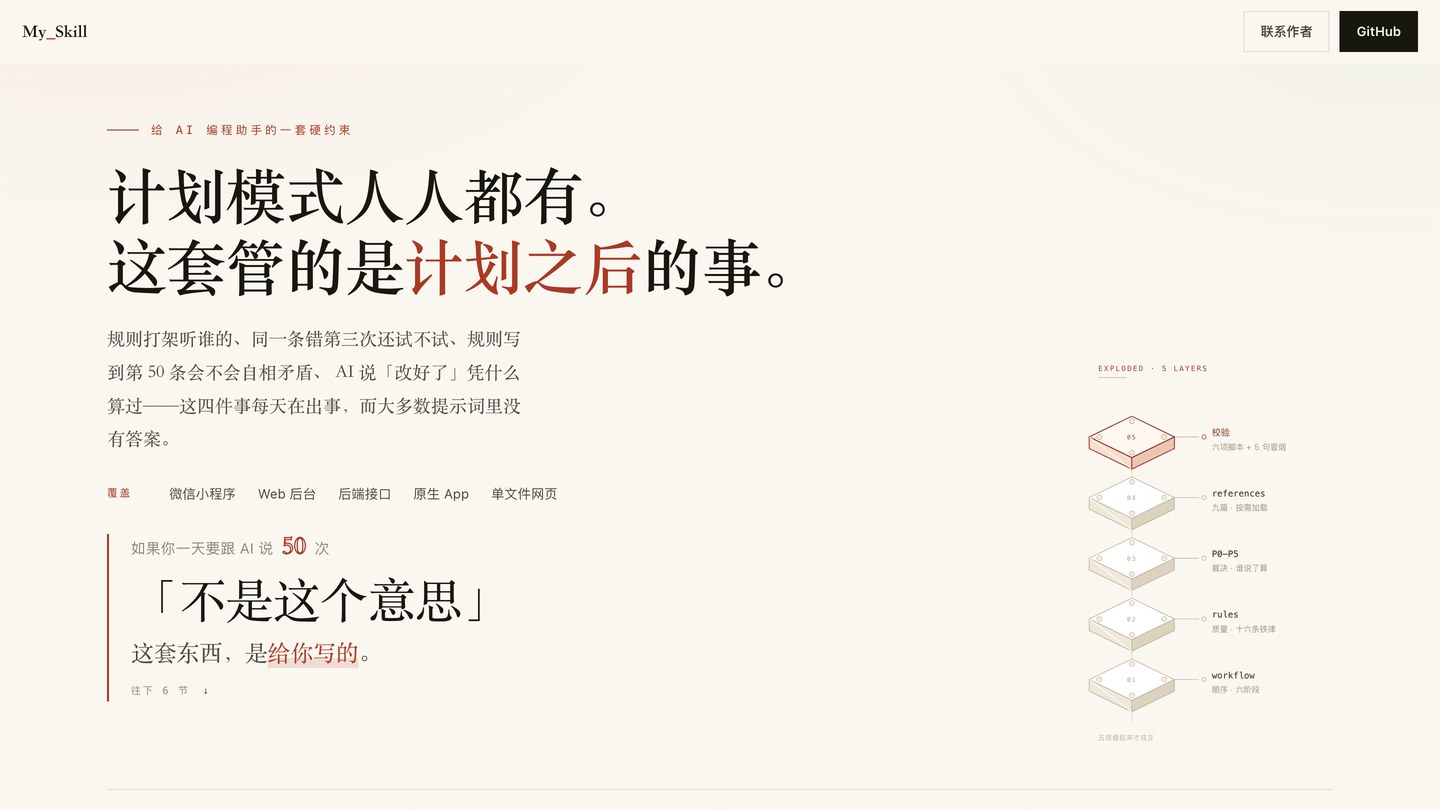 My_Skill
联系作者
GitHub
给 AI 编程助手的一套硬约束
计划模式人人都有。
这套管的是计划之后的事。
规则打架听谁的、同一条错第三次还试不试、规则写
到第 50 条会不会自相矛盾、 AI 说「改好了」凭什么
算过——这四件事每天在出事，而大多数提示词里没
有答案。
覆盖 微信小程序 Web 后台 后端接口 原生 App 单文件网页
如果你一天要跟 AI 说 50 次
「不是这个意思」
这套东西，是给你写的。
往下 6 节 ↓
EXPLODED · 5 LAYERS
05
校验
六项脚本 + 5 句冒烟
04
references
九篇 · 按需加载
03
P0—P5
裁决 · 谁说了算
02
rules
质量 · 十六条铁律
01
workflow
顺序 · 六阶段
五层叠起来才成立